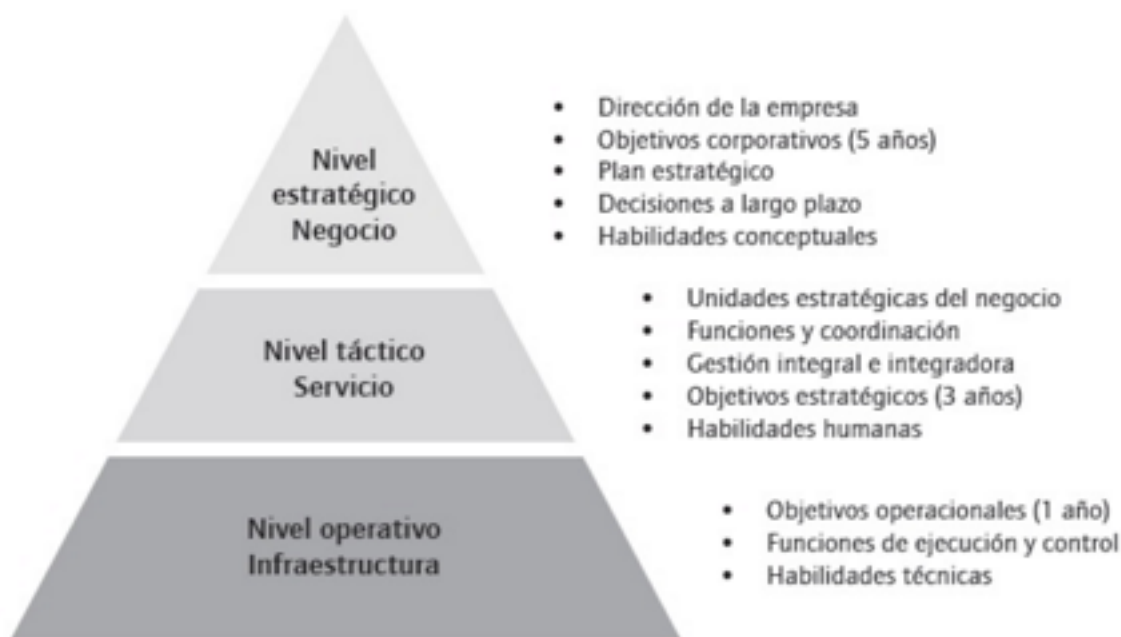 Nivel
estratégico
Negocio
• Dirección de la empresa
• Objetivos corporativos (5 años)
• Plan estratégico
• Decisiones a largo plazo
• Habilidades conceptuales
Nivel táctico
Servicio
• Unidades estratégicas del negocio
• Funciones y coordinación
• Gestión integral e integradora
• Objetivos estratégicos (3 años)
• Habilidades humanas
Nivel operativo
Infraestructura
• Objetivos operacionales (1 año)
• Funciones de ejecución y control
• Habilidades técnicas